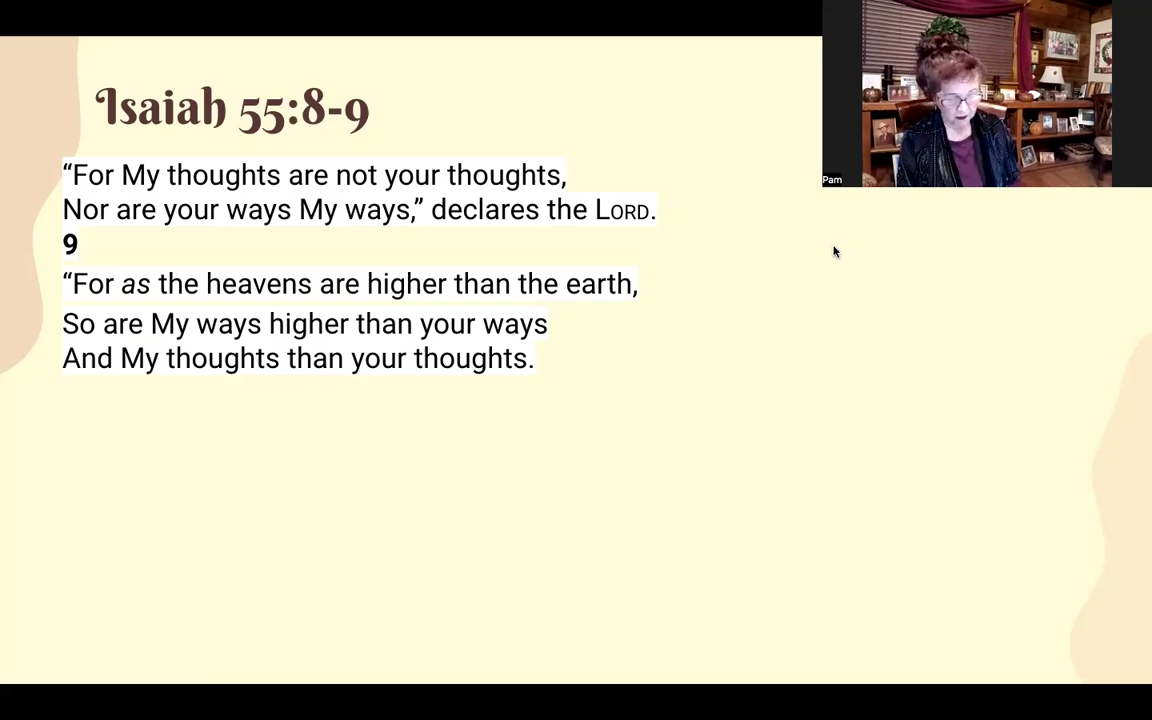 Isaiah 55:8-9
“For My thoughts are not your thoughts,
Nor are your ways My ways,” declares the LORD.
9
“For as the heavens are higher than the earth,
So are My ways higher than your ways
And My thoughts than your thoughts.
Pam